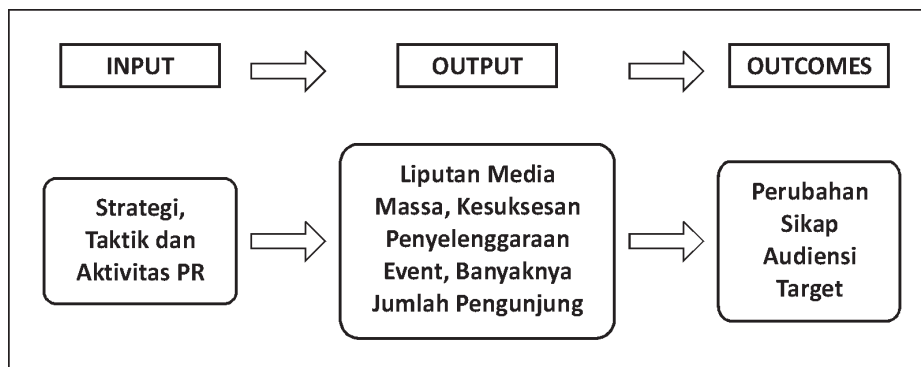 INPUT
OUTPUT
OUTCOMES
Strategi,
Taktik dan
Aktivitas PR
Liputan Media
Massa, Kesuksesan
Penyelenggaraan
Event, Banyaknya
Jumlah Pengunjung
Perubahan
Sikap
Audiensi
Target